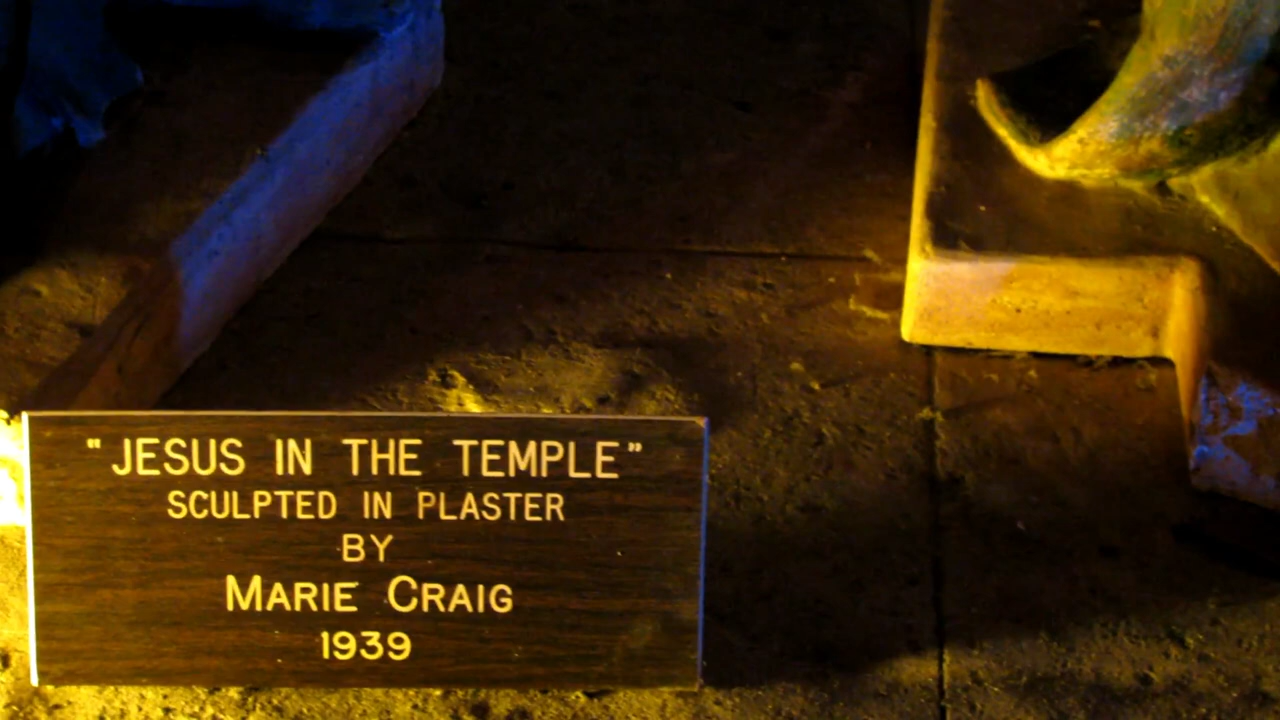 "JESUS IN THE TEMPLE"
SCULPTED IN PLASTER
BY
MARIE CRAIG
1939